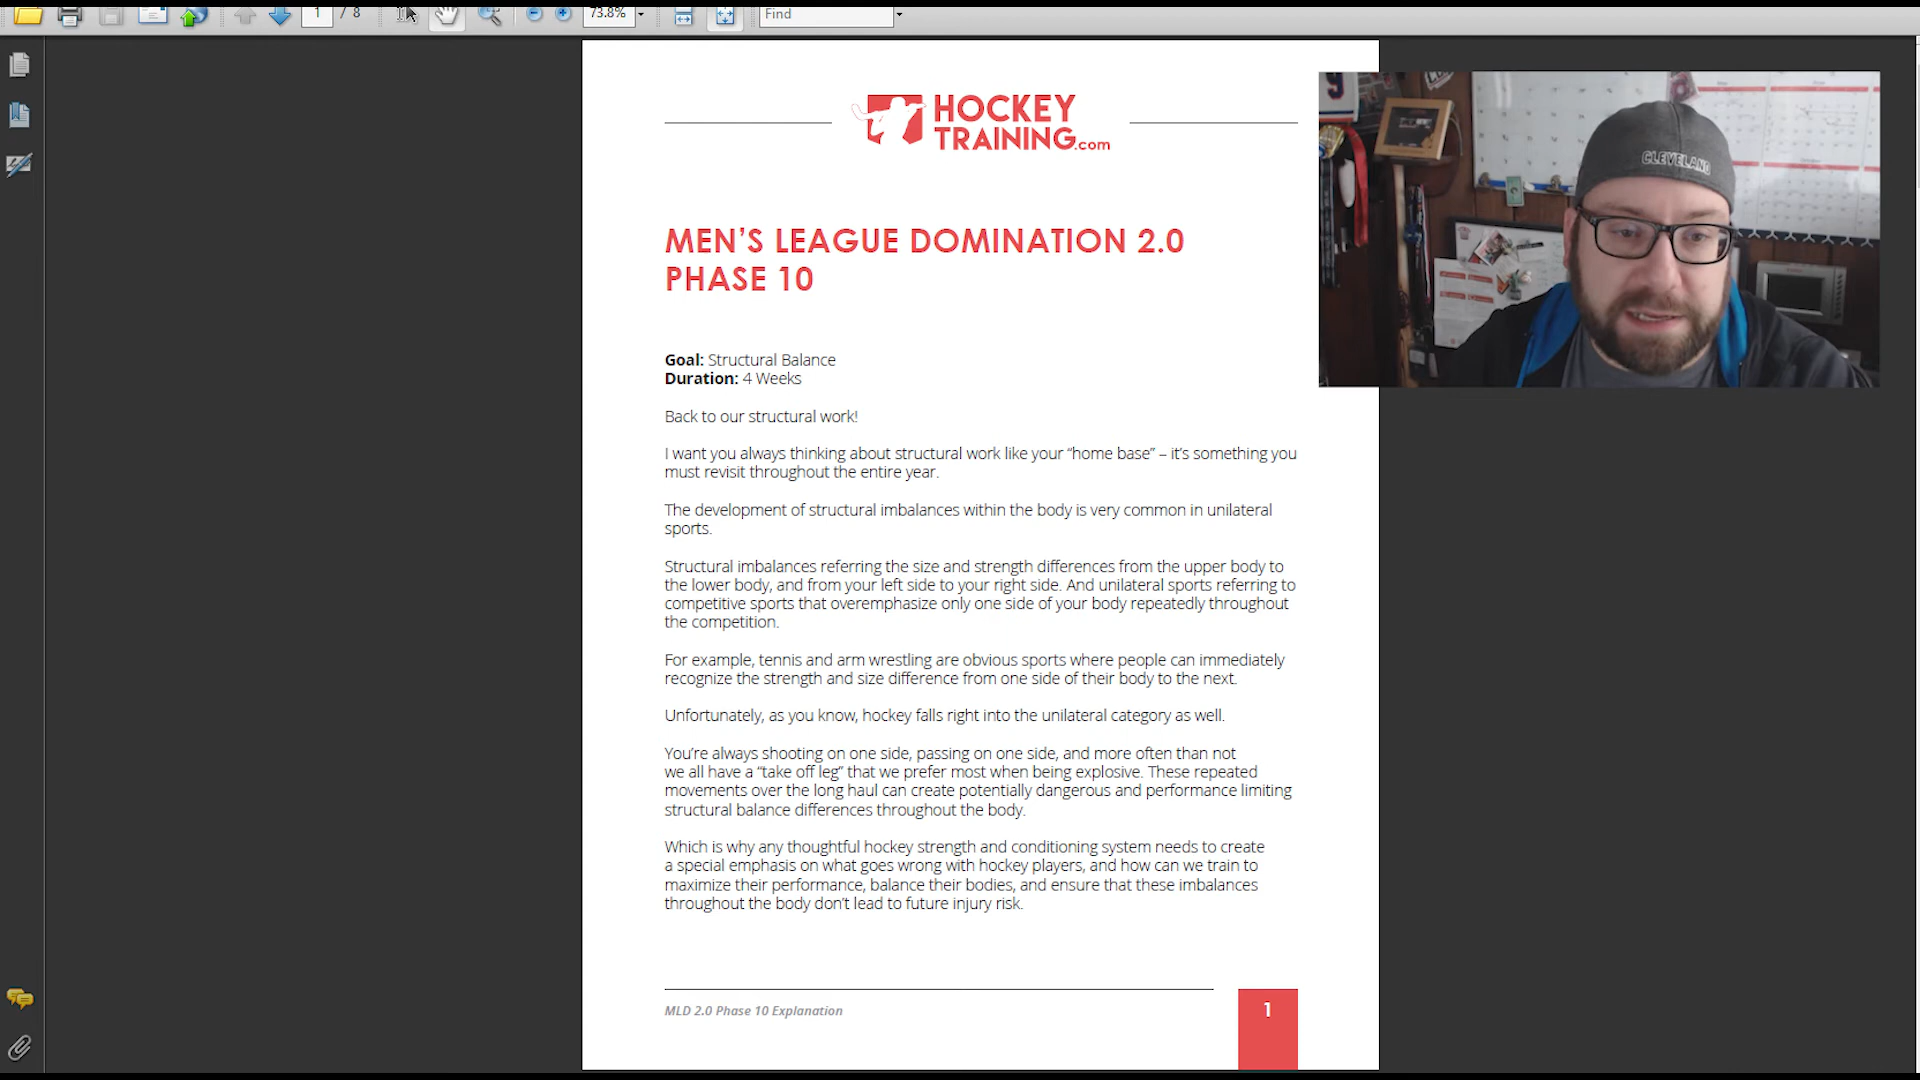 1 / 8
73.8%
Find
HOCKEY
TRAINING.com
CLEVELAND
MEN'S LEAGUE DOMINATION 2.0
PHASE 10
Goal: Structural Balance
Duration: 4 Weeks
Back to our structural work!
I want you always thinking about structural work like your “home base” – it's something you
must revisit throughout the entire year.
The development of structural imbalances within the body is very common in unilateral
sports.
Structural imbalances referring the size and strength differences from the upper body to
the lower body, and from your left side to your right side. And unilateral sports referring to
competitive sports that overemphasize only one side of your body repeatedly throughout
the competition.
For example, tennis and arm wrestling are obvious sports where people can immediately
recognize the strength and size difference from one side of their body to the next.
Unfortunately, as you know, hockey falls right into the unilateral category as well.
You're always shooting on one side, passing on one side, and more often than not
we all have a “take off leg” that we prefer most when being explosive. These repeated
movements over the long haul can create potentially dangerous and performance limiting
structural balance differences throughout the body.
Which is why any thoughtful hockey strength and conditioning system needs to create
a special emphasis on what goes wrong with hockey players, and how can we train to
maximize their performance, balance their bodies, and ensure that these imbalances
throughout the body don't lead to future injury risk.
MLD 2.0 Phase 10 Explanation
1